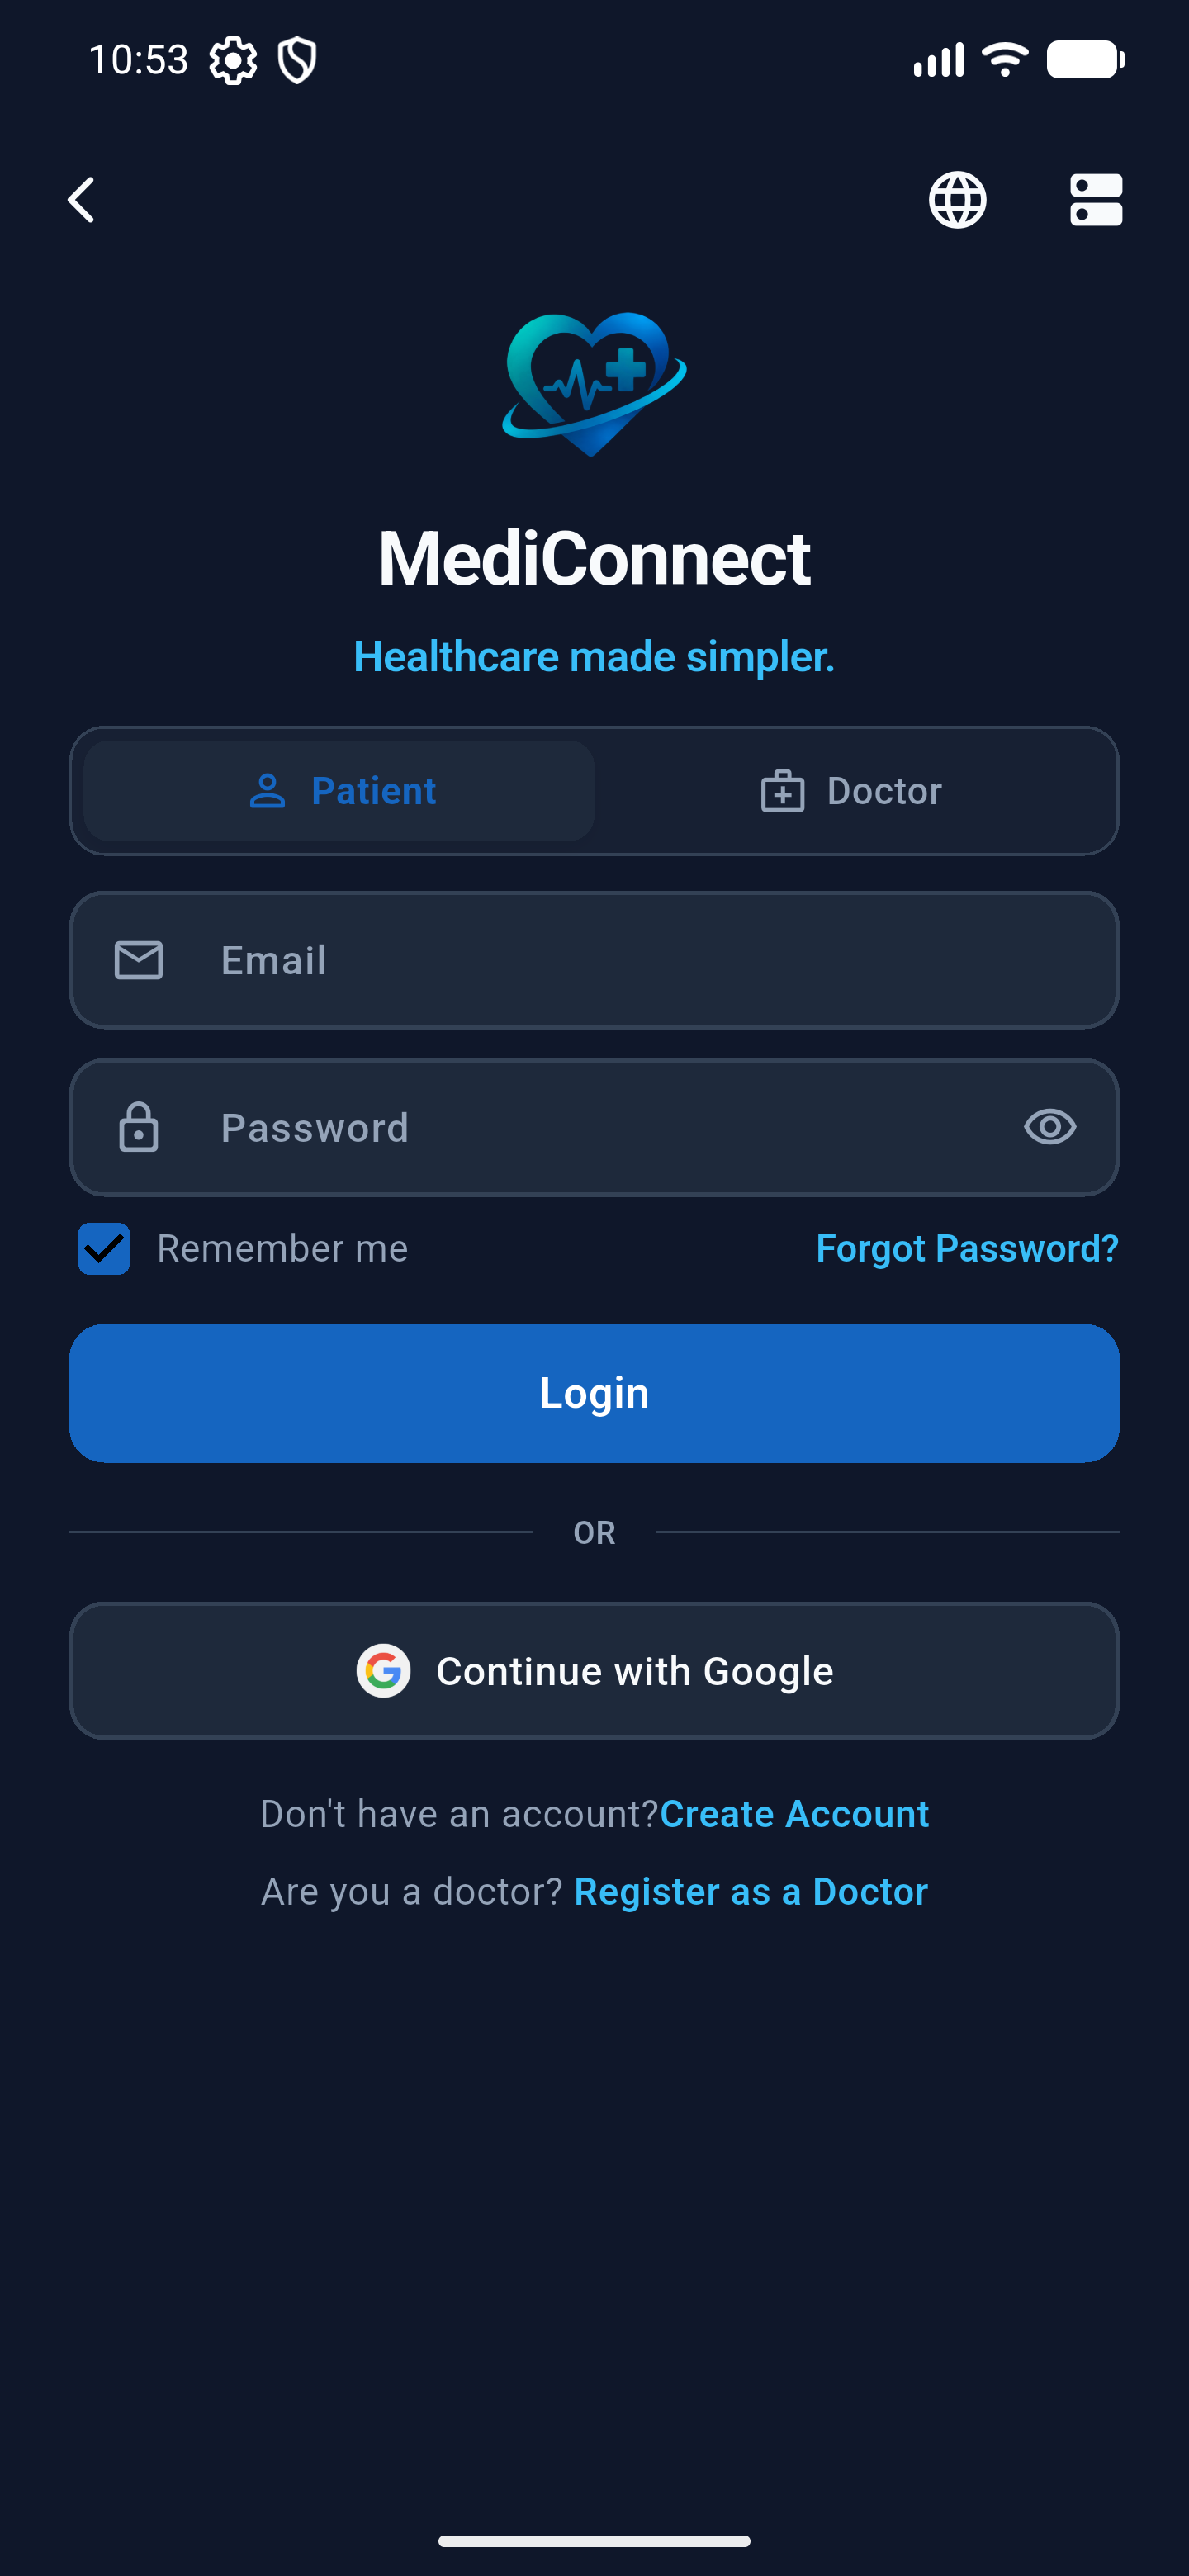 10:53
MediConnect
Healthcare made simpler.
Patient Doctor
Email
Password
Remember me Forgot Password?
Login
OR
Continue with Google
Don't have an account?Create Account
Are you a doctor? Register as a Doctor